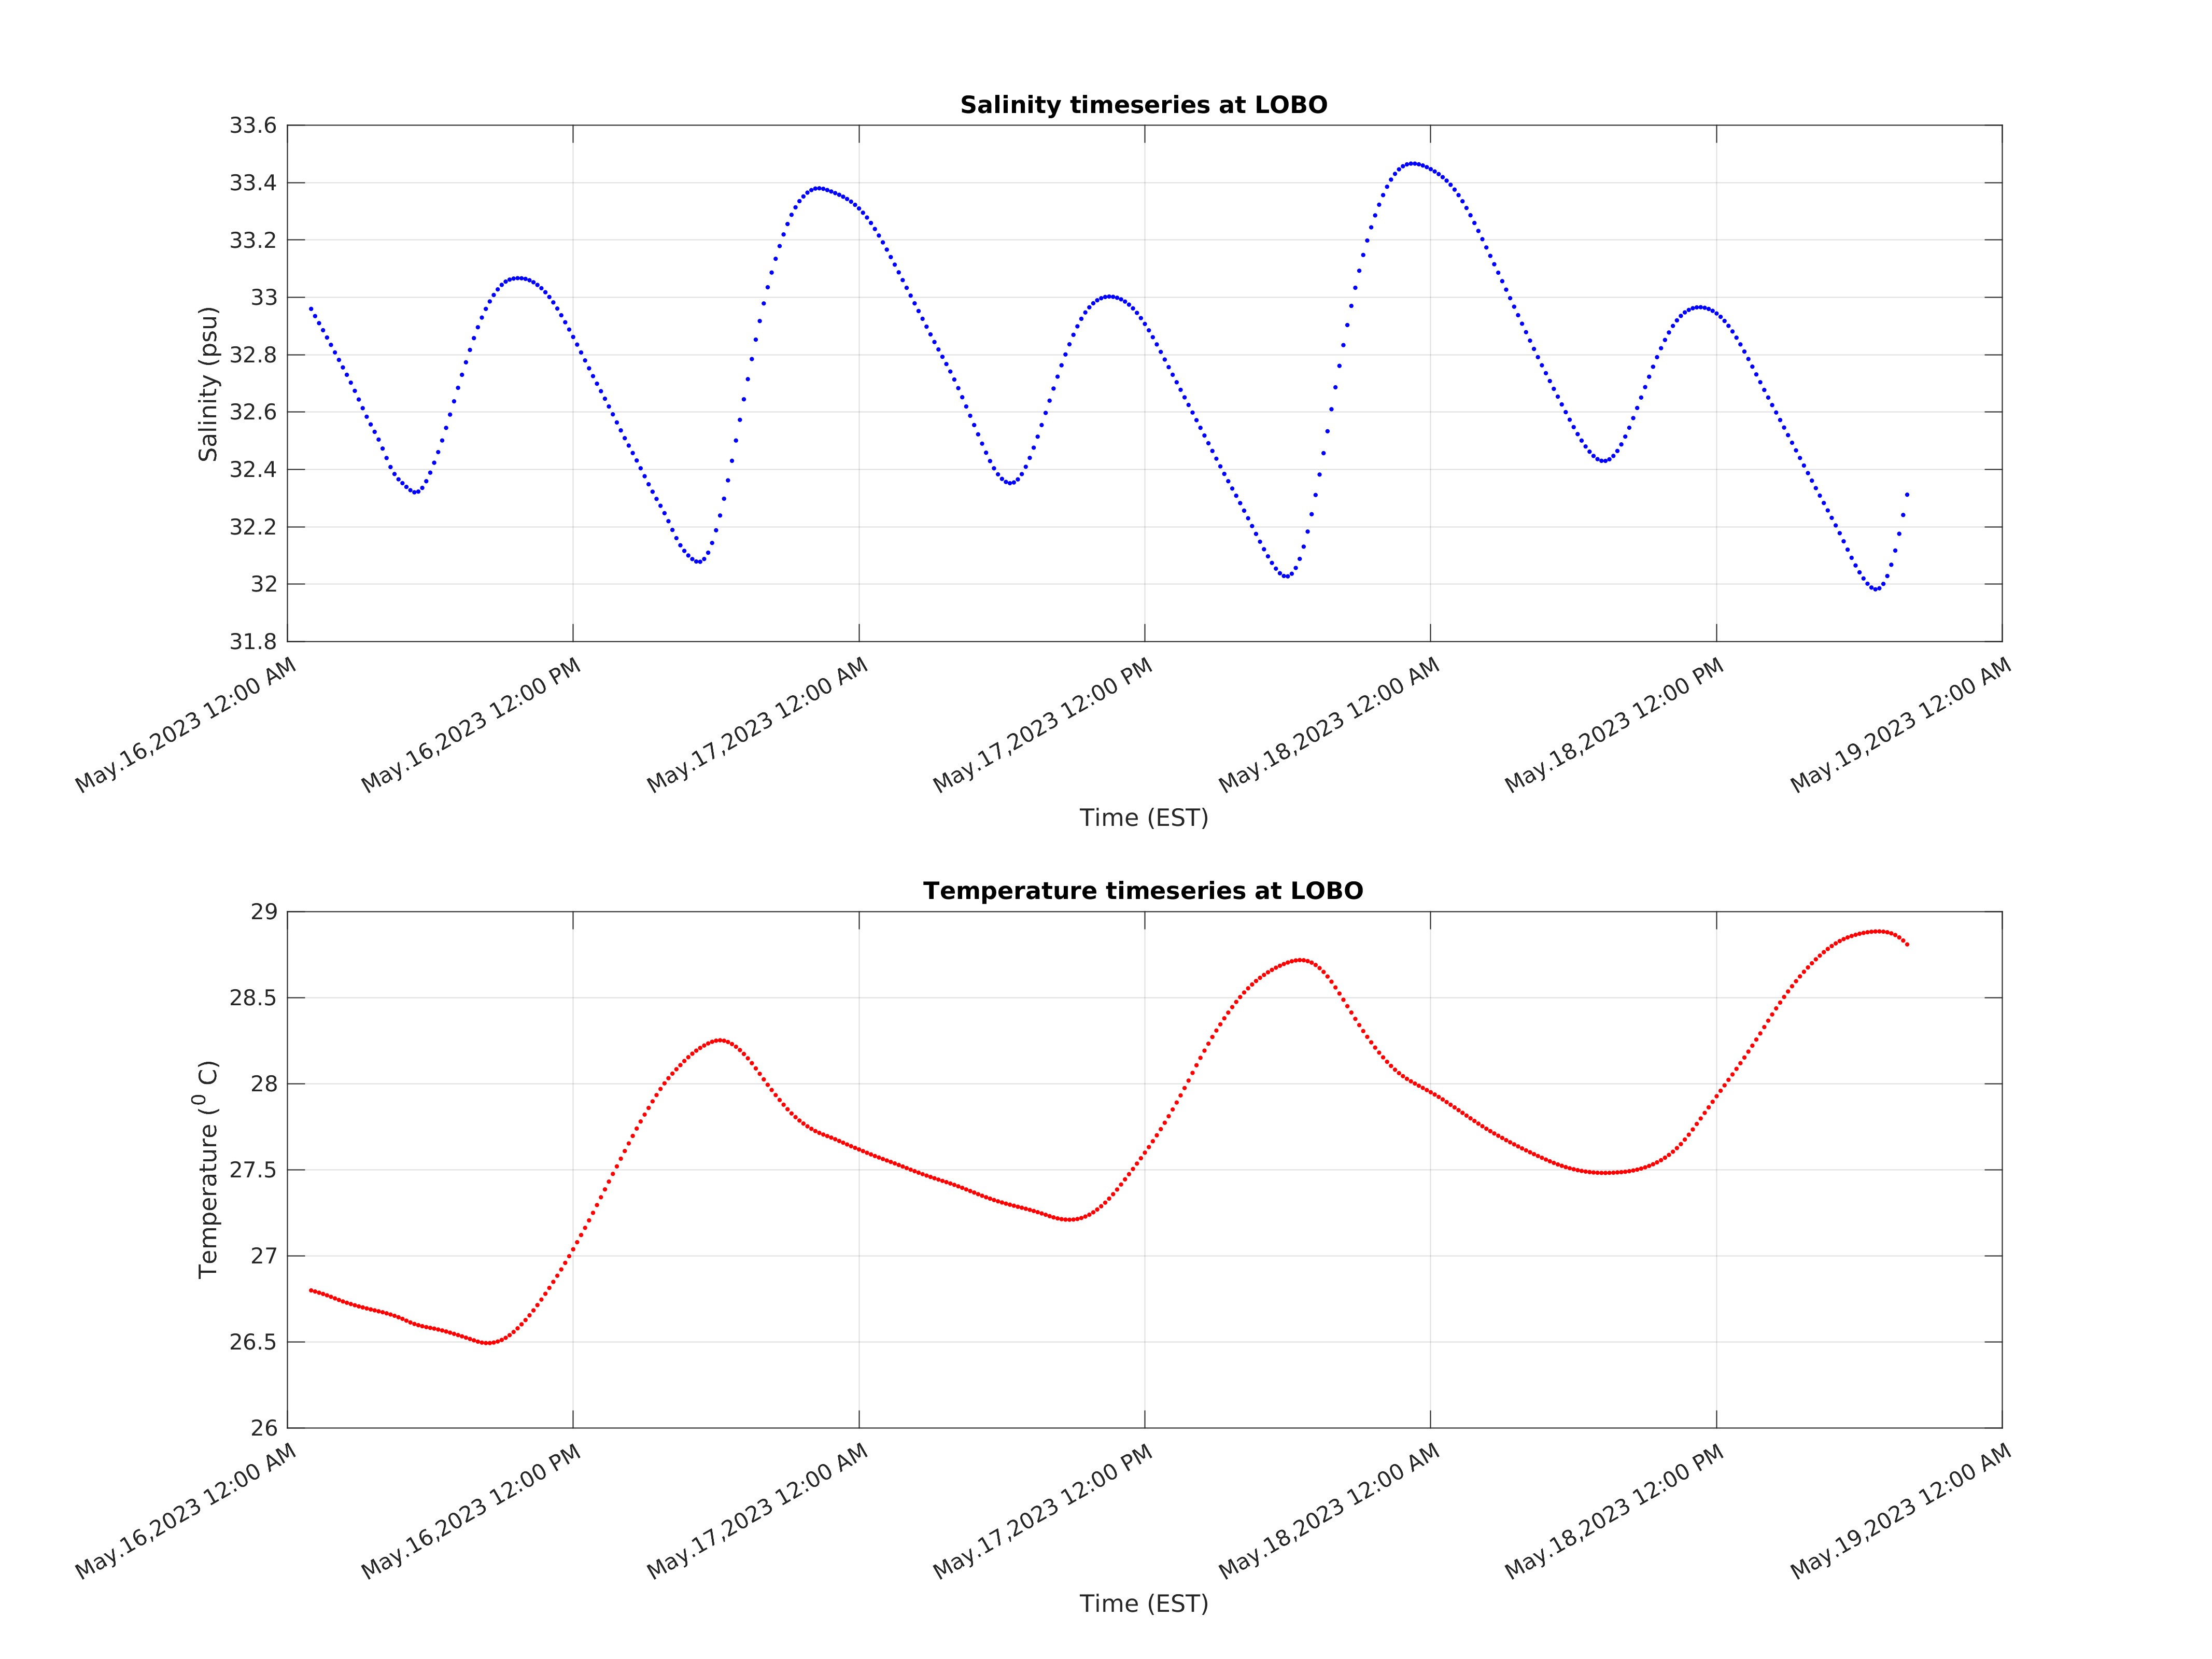 Salinity timeseries at LOBO
33.6
33.4
33.2
33
32.8
32.6
32.4
32.2
32
31.8
Salinity (psu)
May.16,2023 12:00 AM
May.16,2023 12:00 PM
May.17,2023 12:00 AM
May.17,2023 12:00 PM
May.18,2023 12:00 AM
May.18,2023 12:00 PM
May.19,2023 12:00 AM
Time (EST)
Temperature timeseries at LOBO
29
28.5
28
27.5
27
26.5
26
Temperature (⁰ C)
May.16,2023 12:00 AM
May.16,2023 12:00 PM
May.17,2023 12:00 AM
May.17,2023 12:00 PM
May.18,2023 12:00 AM
May.18,2023 12:00 PM
May.19,2023 12:00 AM
Time (EST)